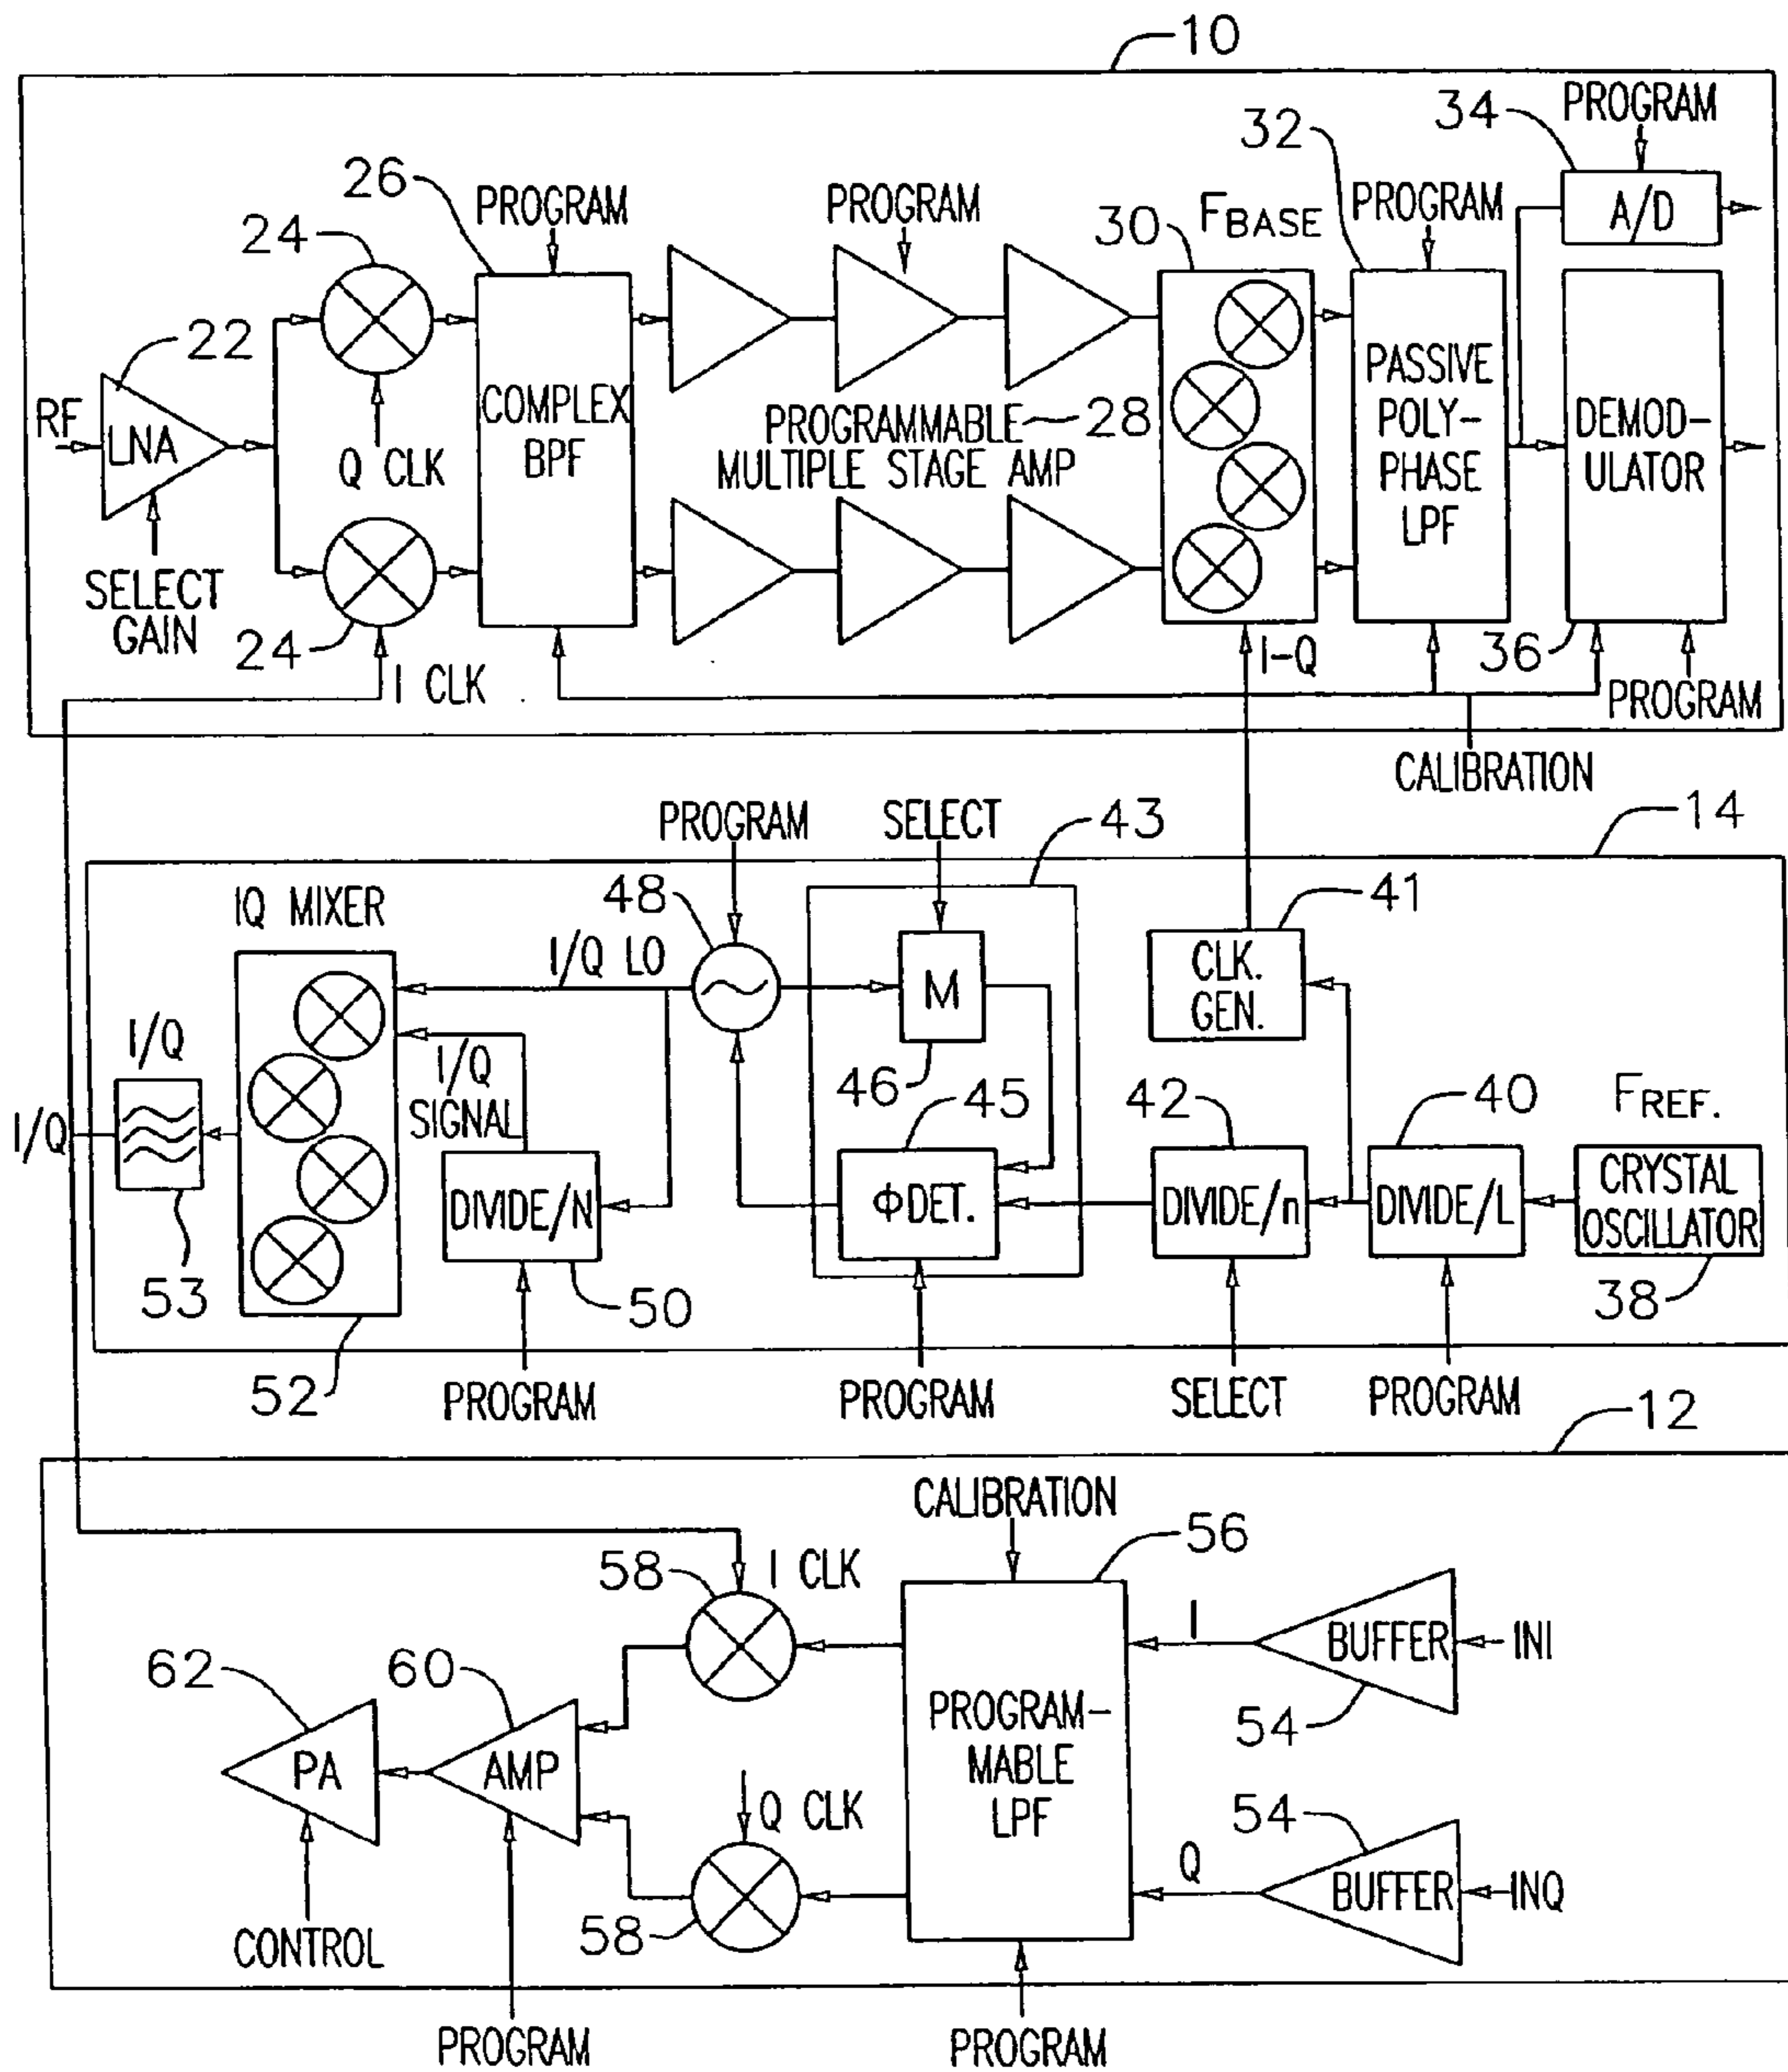 10
PROGRAM
34
32
26
PROGRAM
PROGRAM
F BASE
PROGRAM
A/D
24
30
22
RF
LNA
Q CLK
COMPLEX
BPF
PROGRAMMABLE
28
MULTIPLE STAGE AMP
PASSIVE
POLY-
PHASE
LPF
DEMOD-
ULATOR
SELECT
GAIN
24
I CLK
I-Q
36
PROGRAM
CALIBRATION
14
PROGRAM
SELECT
43
IQ MIXER
48
41
I/Q LO
M
CLK.
GEN.
I/Q
I/Q
SIGNAL
46
45
42
40
F REF.
I/Q
DIVIDE/N
ΦDET.
DIVIDE/n
DIVIDE/L
CRYSTAL
OSCILLATOR
53
50
38
52
PROGRAM
PROGRAM
SELECT
PROGRAM
12
CALIBRATION
56
58
I CLK
I
BUFFER
INI
62
60
54
PA
AMP
PROGRAM-
MABLE
LPF
Q CLK
54
Q
BUFFER
INQ
58
CONTROL
PROGRAM
PROGRAM